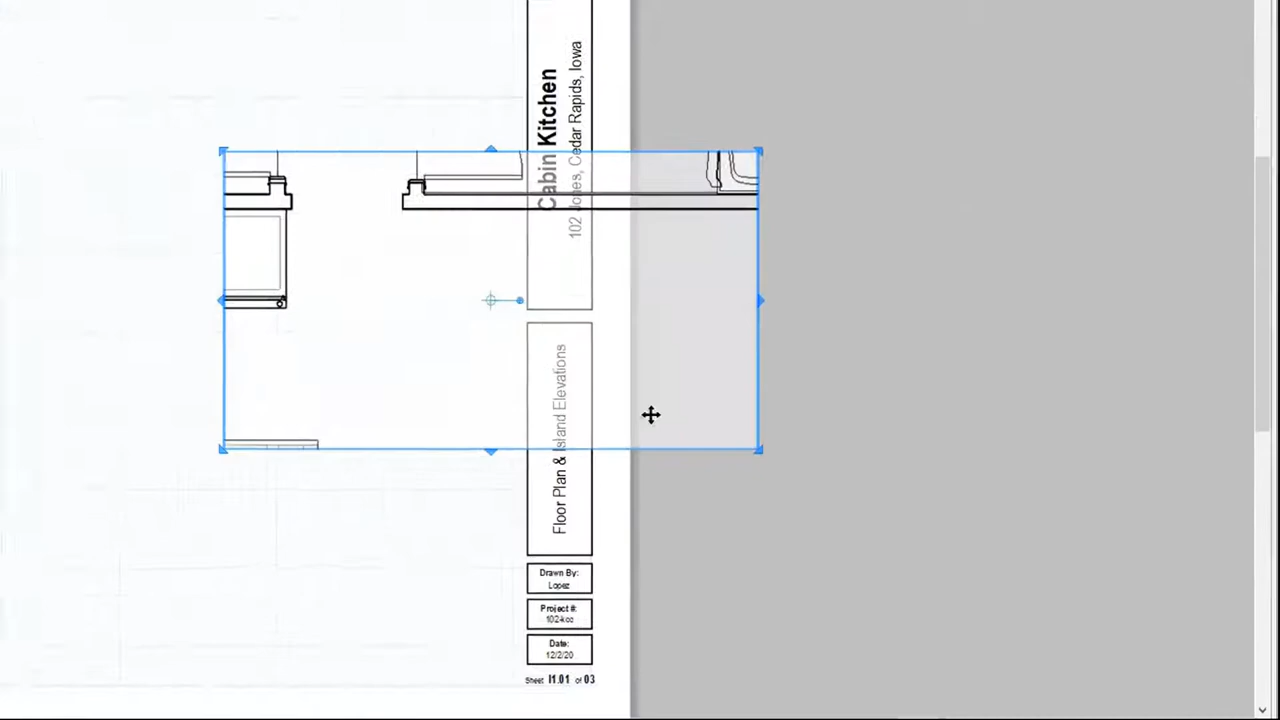 Cabin Kitchen
102 Jones, Cedar Rapids, Iowa
Floor Plan & Island Elevations
Drawn By:
Lopez
Project #:
1024cc
Date:
12/2/20
Sheet I1.01 of 03